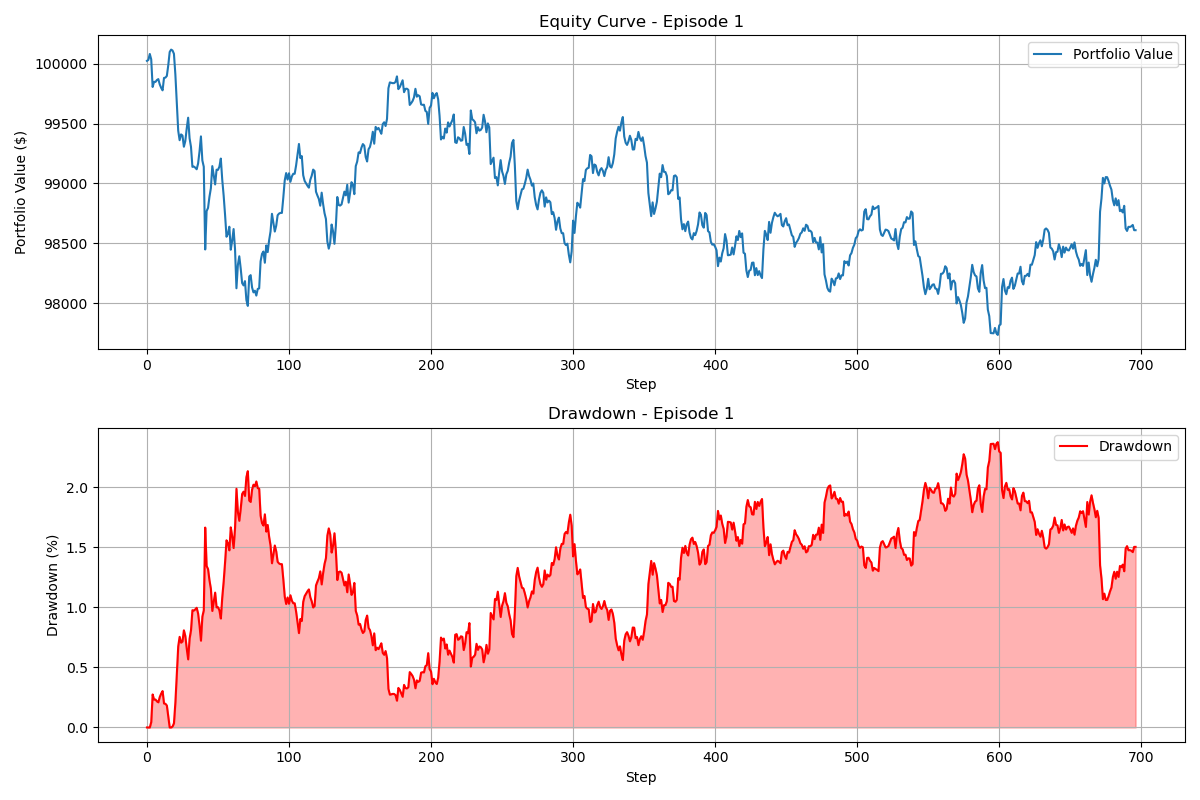 Equity Curve - Episode 1
Portfolio Value
Portfolio Value ($)
100000
99500
99000
98500
98000
0 100 200 300 400 500 600 700
Step
Drawdown - Episode 1
Drawdown
Drawdown (%)
2.0
1.5
1.0
0.5
0.0
0 100 200 300 400 500 600 700
Step